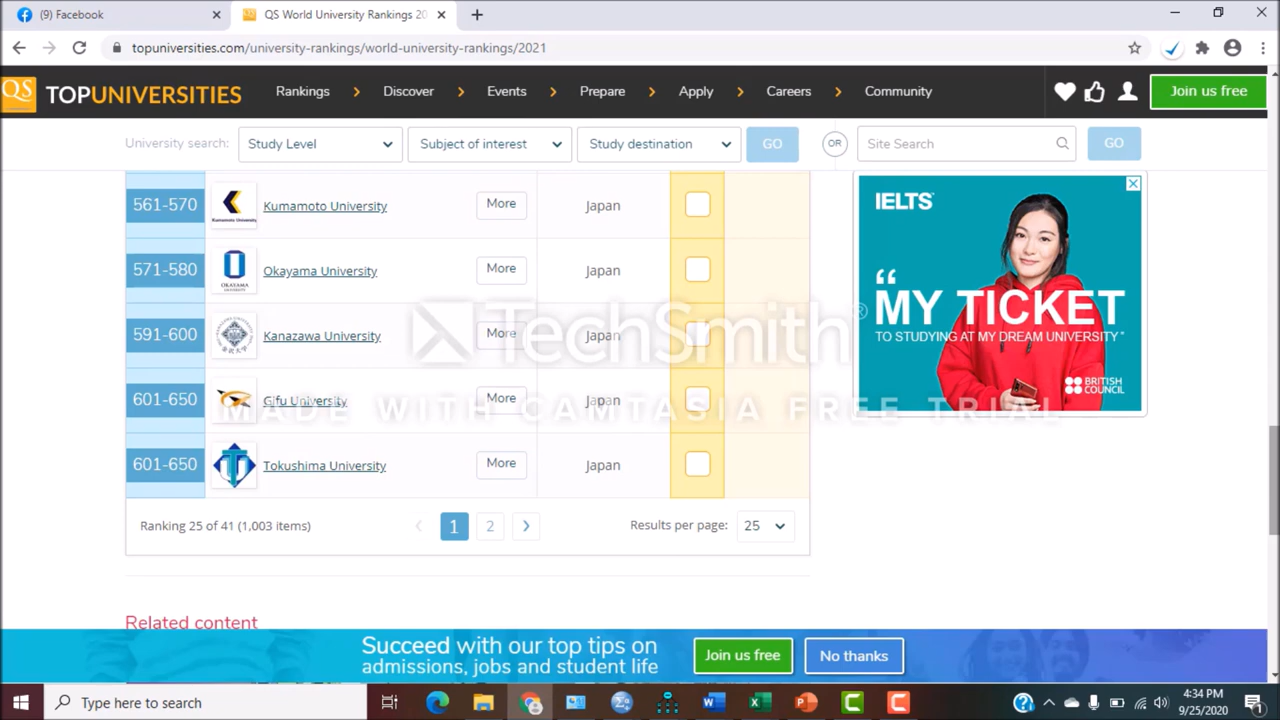 (9) Facebook
QS World University Rankings 20
topuniversities.com/university-rankings/world-university-rankings/2021
QS TOPUNIVERSITIES
Rankings Discover Events Prepare Apply Careers Community
Join us free
University search: Study Level Subject of interest Study destination GO OR Site Search GO
561-570 Kumamoto University More Japan
571-580 Okayama University More Japan
591-600 Kanazawa University More Japan
601-650 Gifu University More Japan
601-650 Tokushima University More Japan
IELTS™
“MY TICKET
TO STUDYING AT MY DREAM UNIVERSITY”
BRITISH
COUNCIL
TechSmith®
MADE WITH CAMTASIA FREE TRIAL
Ranking 25 of 41 (1,003 items) 1 2 Results per page: 25
Related content
Succeed with our top tips on
admissions, jobs and student life
Join us free No thanks
Type here to search
4:34 PM
9/25/2020